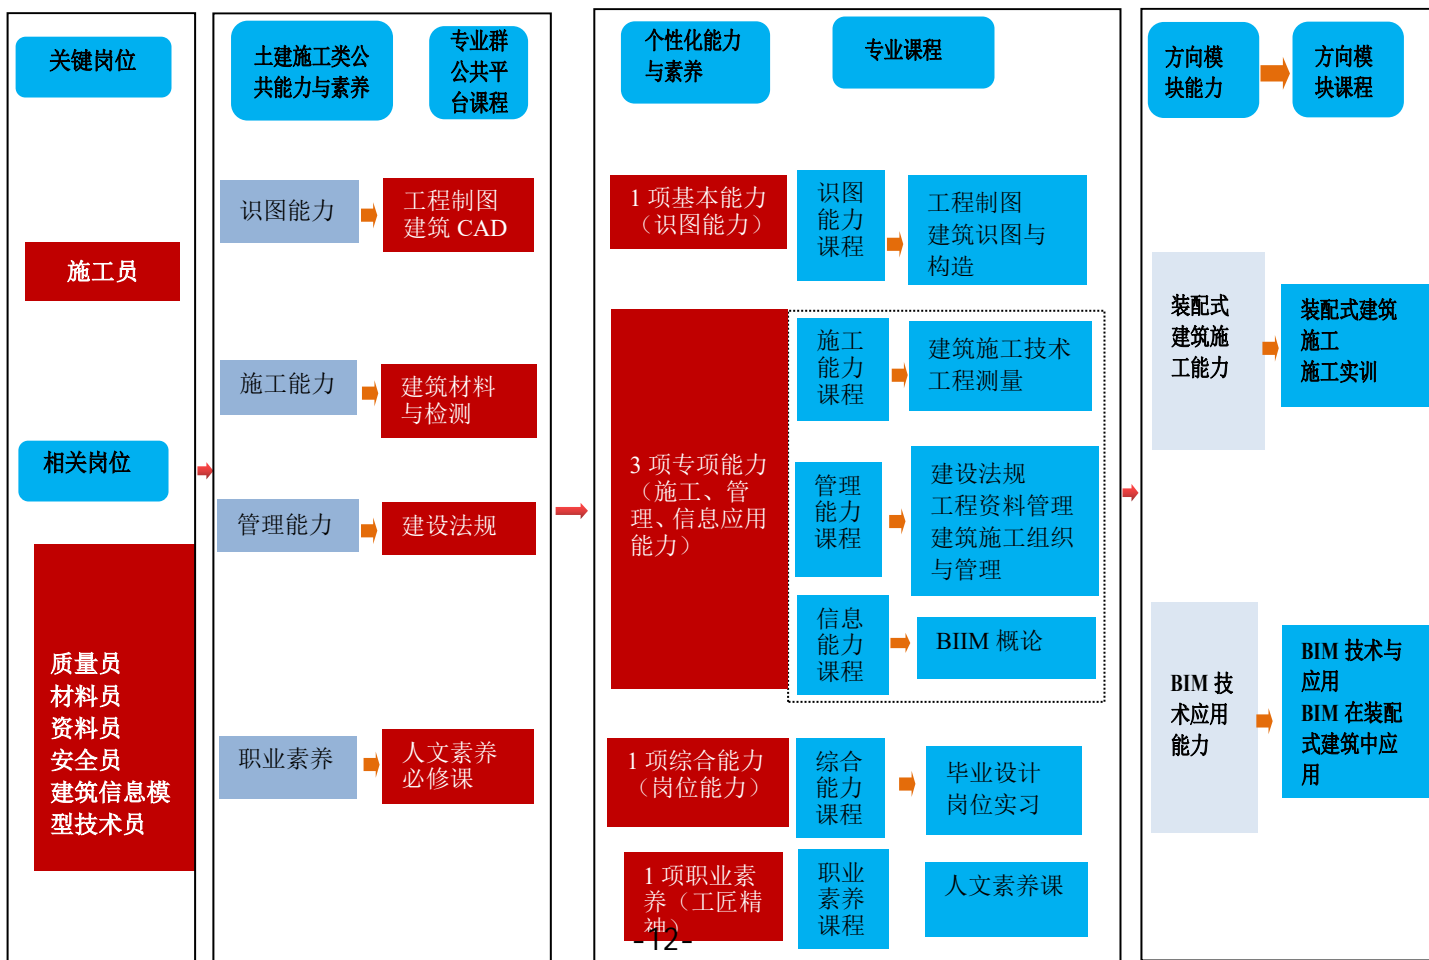 关键岗位
施工员
相关岗位
质量员
材料员
资料员
安全员
建筑信息模
型技术员
土建施工类公
共能力与素养
专业群
公共平
台课程
识图能力
工程制图
建筑 CAD
施工能力
建筑材料
与检测
管理能力
建设法规
职业素养
人文素养
必修课
个性化能力
与素养
专业课程
1 项基本能力
（识图能力）
识图
能力
课程
工程制图
建筑识图与
构造
3 项专项能力
（施工、管
理、信息应用
能力）
施工
能力
课程
建筑施工技术
工程测量
管理
能力
课程
建设法规
工程资料管理
建筑施工组织
与管理
信息
能力
课程
BIIM 概论
1 项综合能力
（岗位能力）
综合
能力
课程
毕业设计
岗位实习
1 项职业素
养（工匠精
神）
职业
素养
课程
人文素养课
方向模
块能力
方向模
块课程
装配式
建筑施
工能力
装配式建筑
施工
施工实训
BIM 技
术应用
能力
BIM 技术与
应用
BIM 在装配
式建筑中应
用
-12-